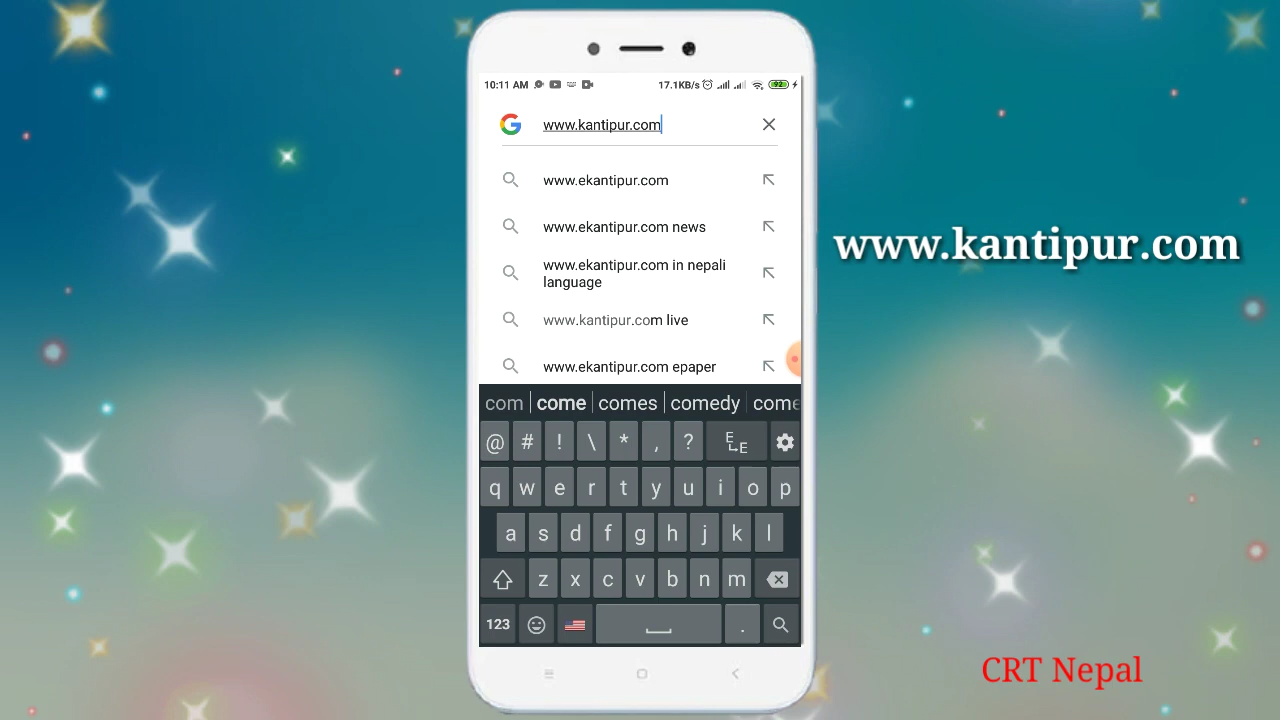 10:11 AM
17.1KB/s
92
www.kantipur.com
www.ekantipur.com
www.ekantipur.com news
www.ekantipur.com in nepali
language
www.kantipur.com live
www.ekantipur.com epaper
com come comes comedy come
@ # ! \ * , ? E E
q w e r t y u i o p
a s d f g h j k l
z x c v b n m
123 .
www.kantipur.com
CRT Nepal